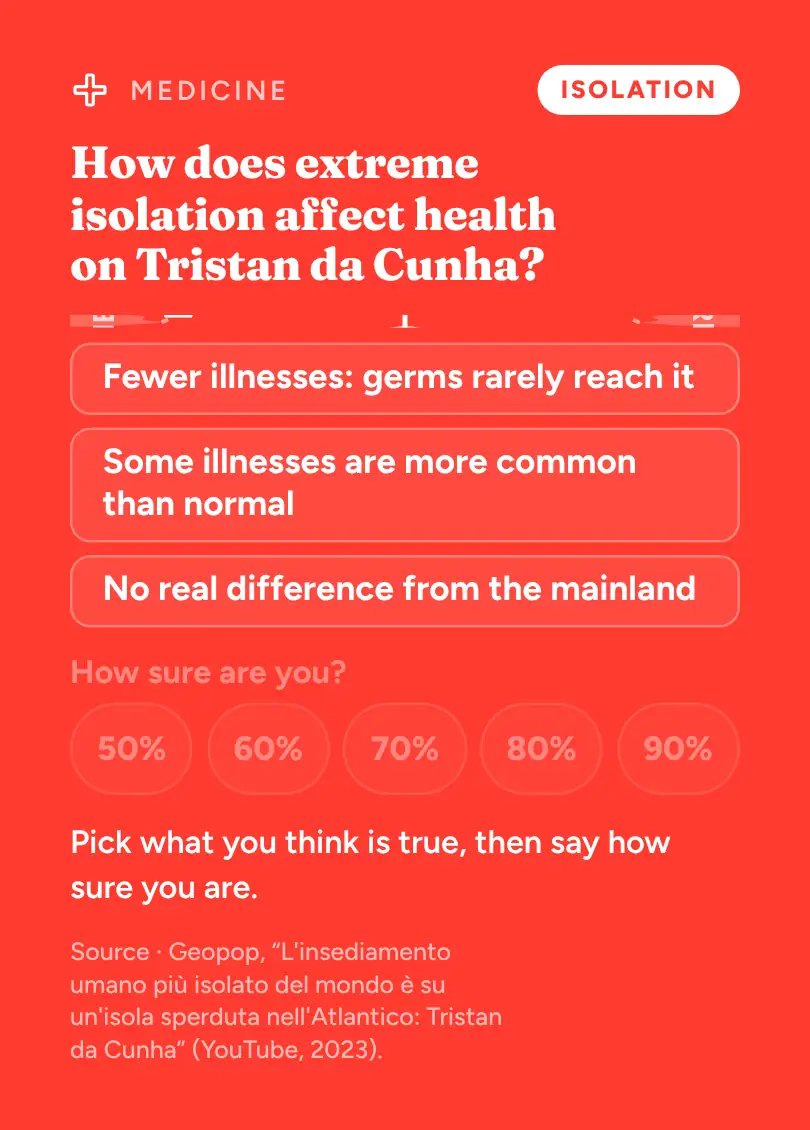 MEDICINE
ISOLATION
How does extreme
isolation affect health
on Tristan da Cunha?
Fewer illnesses: germs rarely reach it
Some illnesses are more common
than normal
No real difference from the mainland
How sure are you?
50% 60% 70% 80% 90%
Pick what you think is true, then say how
sure you are.
Source · Geopop, “L'insediamento
umano più isolato del mondo è su
un'isola sperduta nell'Atlantico: Tristan
da Cunha” (YouTube, 2023).